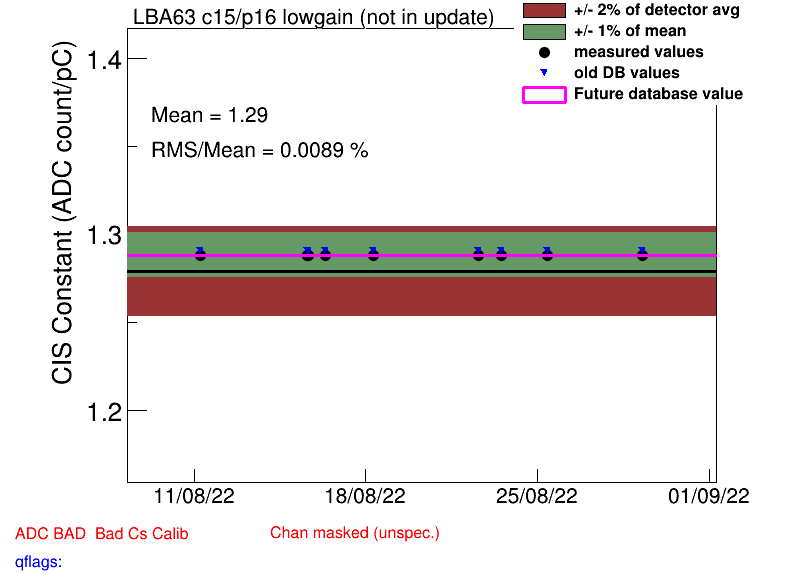 LBA63 c15/p16 lowgain (not in update)
+/- 2% of detector avg
+/- 1% of mean
measured values
old DB values
Future database value
Mean = 1.29
RMS/Mean = 0.0089 %
CIS Constant (ADC count/pC)
1.4
1.3
1.2
11/08/22 18/08/22 25/08/22 01/09/22
ADC BAD  Bad Cs Calib Chan masked (unspec.)
qflags: